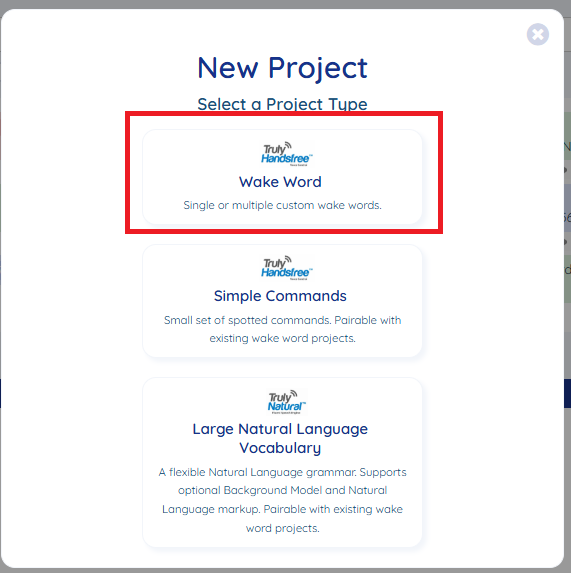 New Project
Select a Project Type
Truly
Handsfree™
Wake Word
Single or multiple custom wake words.
Truly
Handsfree™
Simple Commands
Small set of spotted commands. Pairable with
existing wake word projects.
Truly
Natural™
Large Natural Language
Vocabulary
A flexible Natural Language grammar. Supports
optional Background Model and Natural
Language markup. Pairable with existing wake
word projects.